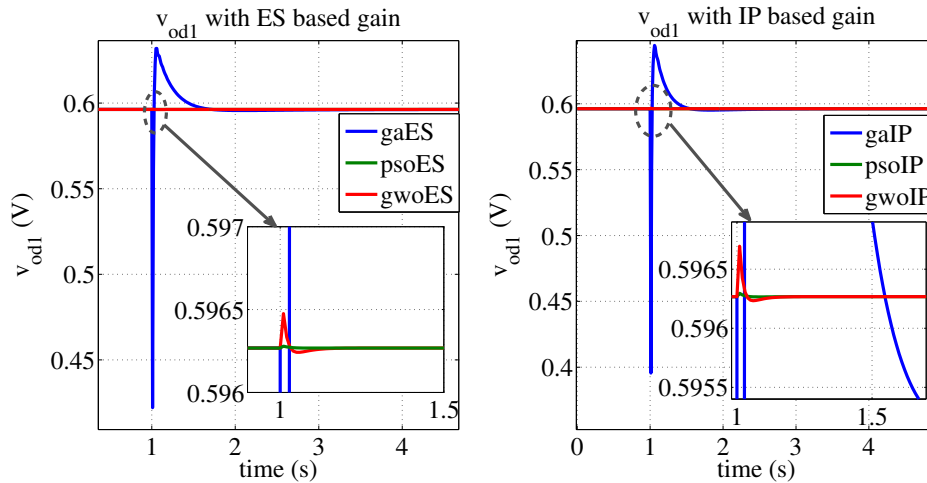 v_od1 with ES based gain
0.6
0.55
0.5
0.45
v_od1 (V)
gaES
psoES
gwoES
0.597
0.5965
0.596
1
1.5
1
2
3
4
time (s)
v_od1 with IP based gain
0.6
0.55
0.5
0.45
0.4
v_od1 (V)
gaIP
psoIP
gwoIP
0.5965
0.596
0.5955
1
1.5
0
1
2
3
4
time (s)